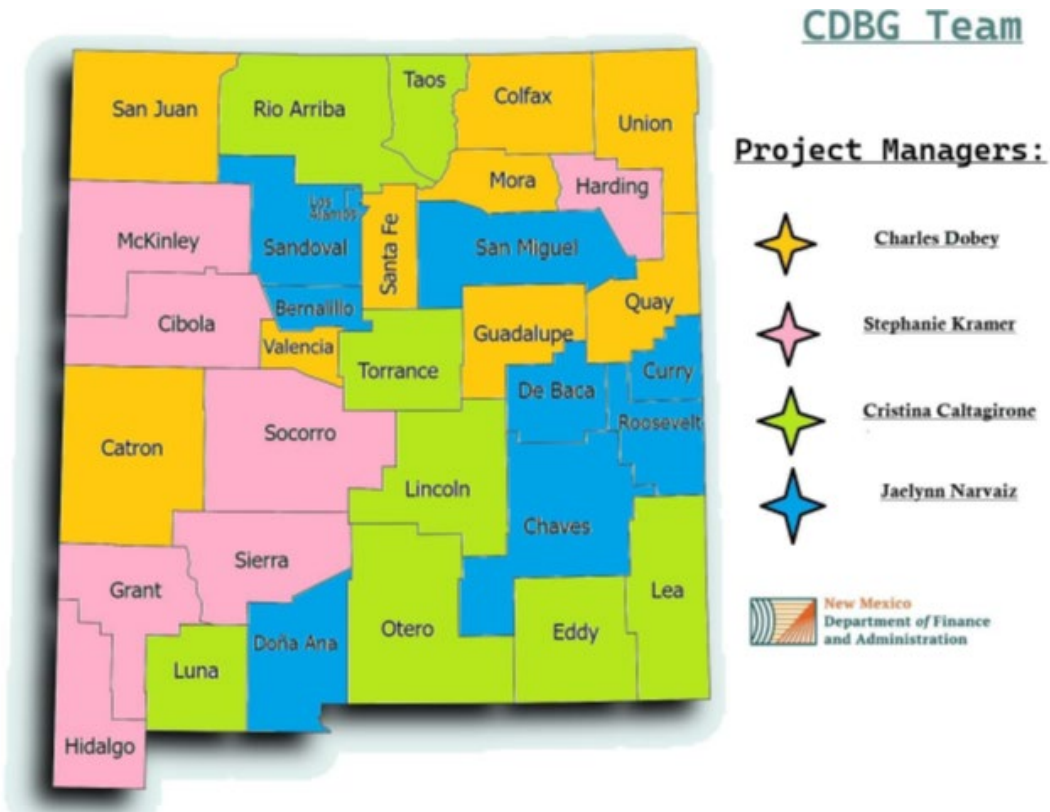 CDBG Team
Project Managers:
Charles Dobey
Stephanie Kramer
Cristina Caltagirone
Jaelynn Narvaiz
New Mexico
Department of Finance
and Administration
San Juan
Rio Arriba
Taos
Colfax
Union
Mora
Harding
McKinley
Los
Alamos
Sandoval
Santa Fe
San Miguel
Cibola
Bernalillo
Quay
Valencia
Guadalupe
Torrance
De Baca
Curry
Roosevelt
Catron
Socorro
Lincoln
Chaves
Sierra
Grant
Lea
Doña Ana
Otero
Eddy
Luna
Hidalgo